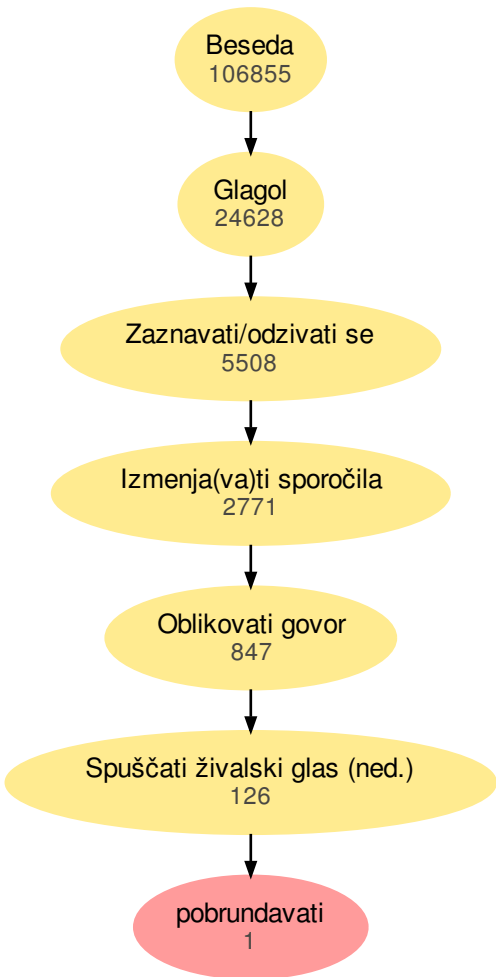 Beseda
106855
Glagol
24628
Zaznavati/odzivati se
5508
Izmenja(va)ti sporočila
2771
Oblikovati govor
847
Spuščati živalski glas (ned.)
126
pobrundavati
1